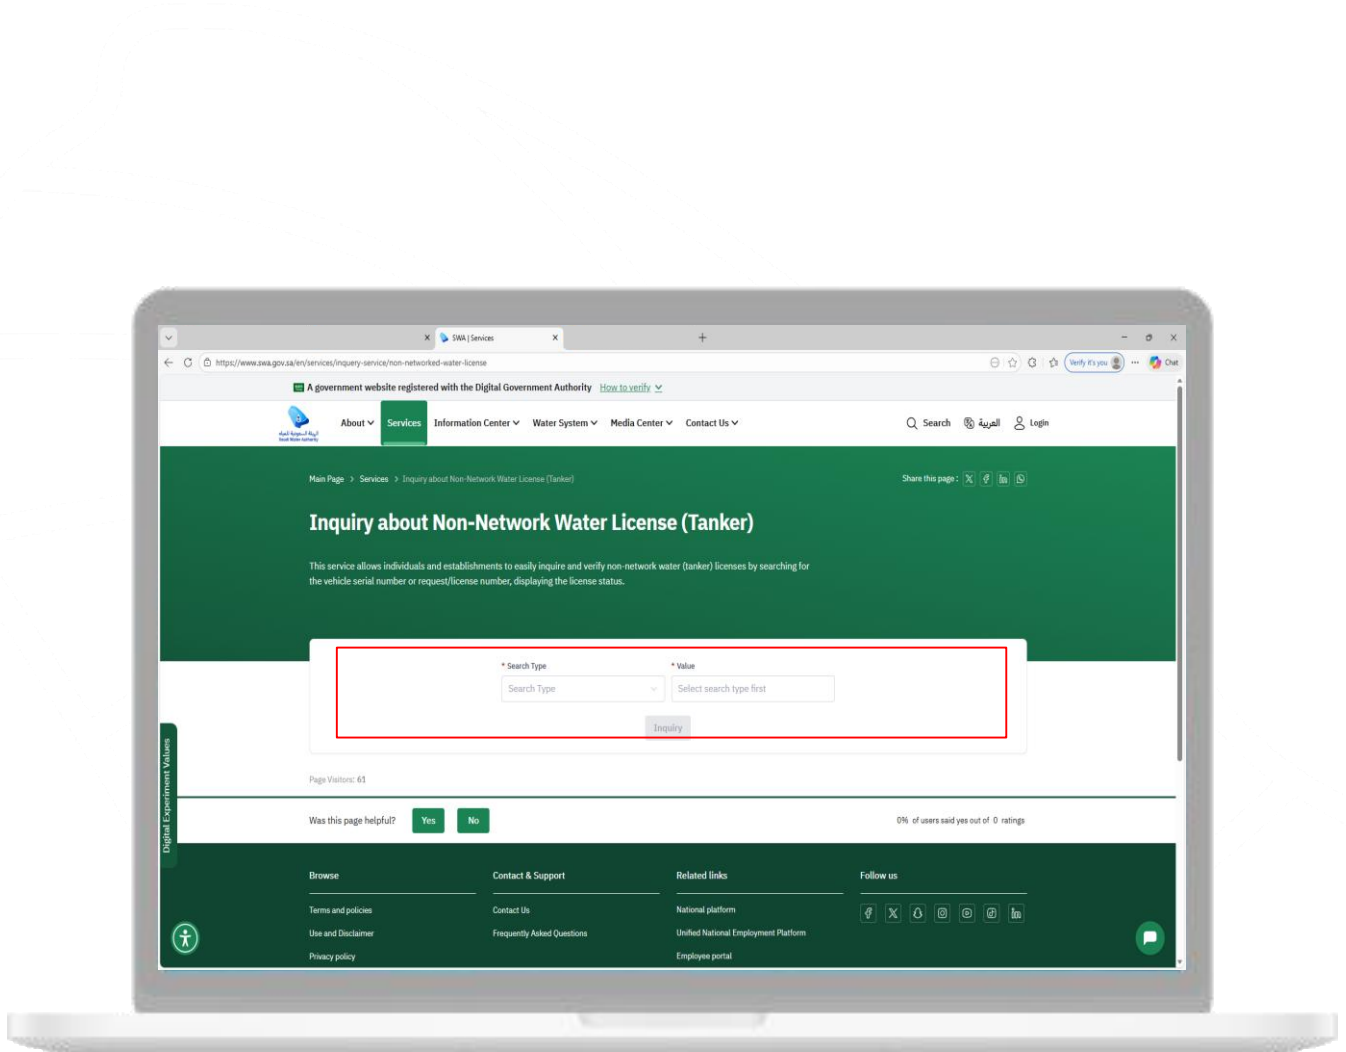 SWA | Services
https://www.swa.gov.sa/en/services/inquery-service/non-networked-water-license
Verify it's you
Chat
A government website registered with the Digital Government Authority How to verify
الهيئة السعودية للمياه
Saudi Water Authority
About
Services
Information Center
Water System
Media Center
Contact Us
Search
العربية
Login
Main Page > Services > Inquiry about Non-Network Water License (Tanker)
Share this page :
Inquiry about Non-Network Water License (Tanker)
This service allows individuals and establishments to easily inquire and verify non-network water (tanker) licenses by searching for
the vehicle serial number or request/license number, displaying the license status.
* Search Type
* Value
Search Type
Select search type first
Inquiry
Digital Experiment Values
Page Visitors: 61
Was this page helpful?
Yes
No
0% of users said yes out of 0 ratings
Browse
Contact & Support
Related links
Follow us
Terms and policies
Contact Us
National platform
Use and Disclaimer
Frequently Asked Questions
Unified National Employment Platform
Privacy policy
Employee portal